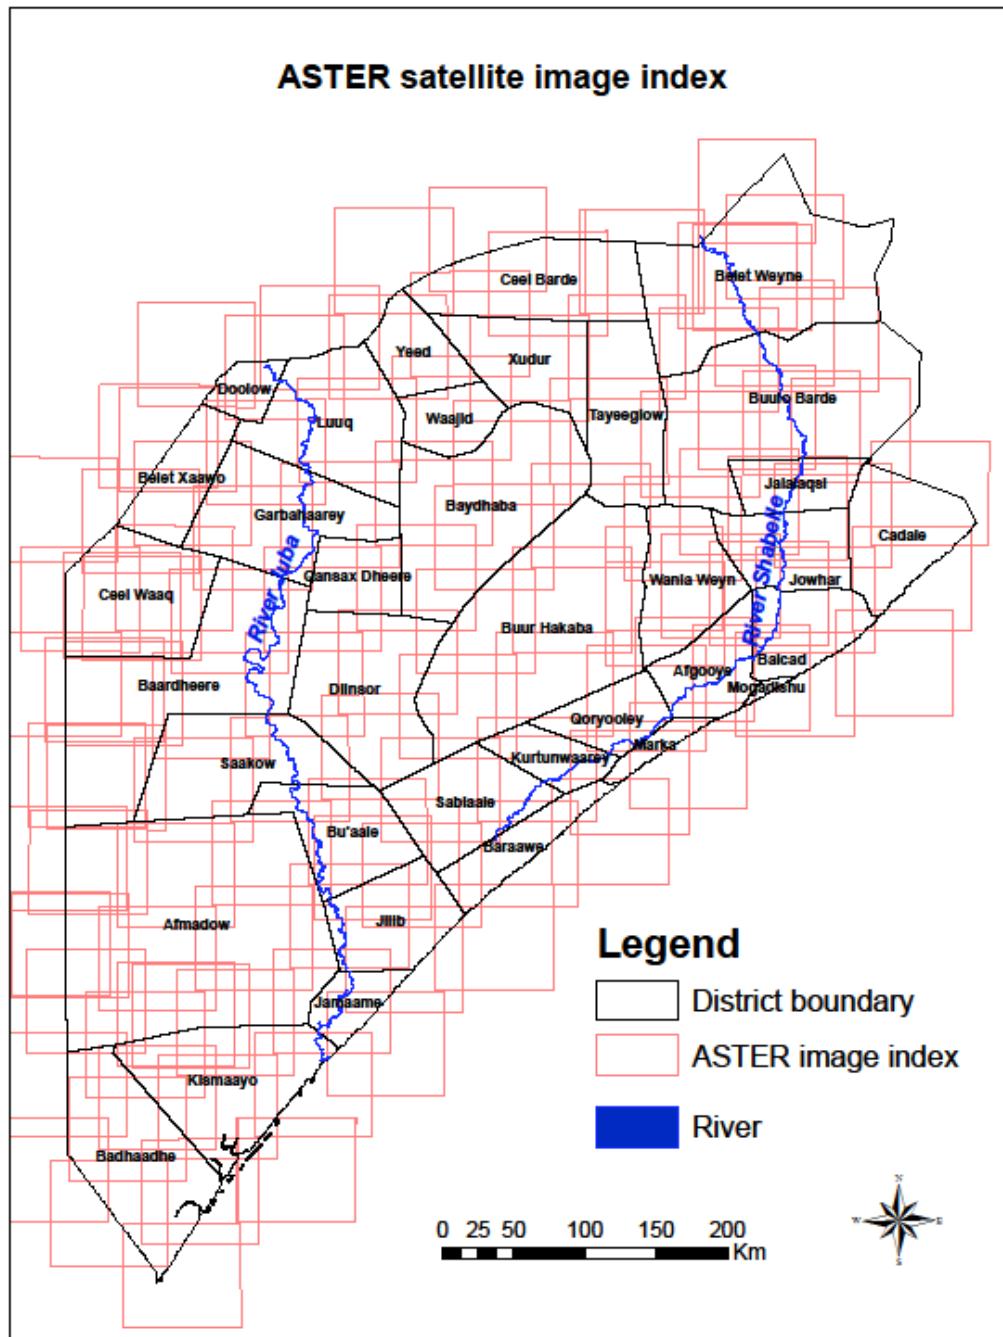 ASTER satellite image index
Belet Weyne
Ceel Barde
Yeed
Xudur
Doolow
Buulo Barde
Luuq
Waajid
Tayeeglow
Belet Xaawo
Jalalaqsi
Garbahaarey
Baydhaba
Cadale
River Juba
River Shabelle
Qansax Dheere
Wanla Weyn
Jowhar
Ceel Waaq
Buur Hakaba
Balcad
Afgooye
Baardheere
Diinsor
Mogadishu
Qoryooley
Marka
Saakow
Kurtunwaarey
Sablaale
Bu'aale
Baraawe
Afmadow
Jilib
Jamaame
Kismaayo
Badhaadhe
Legend
District boundary
ASTER image index
River
0 25 50 100 150 200
Km
N
W
E
S